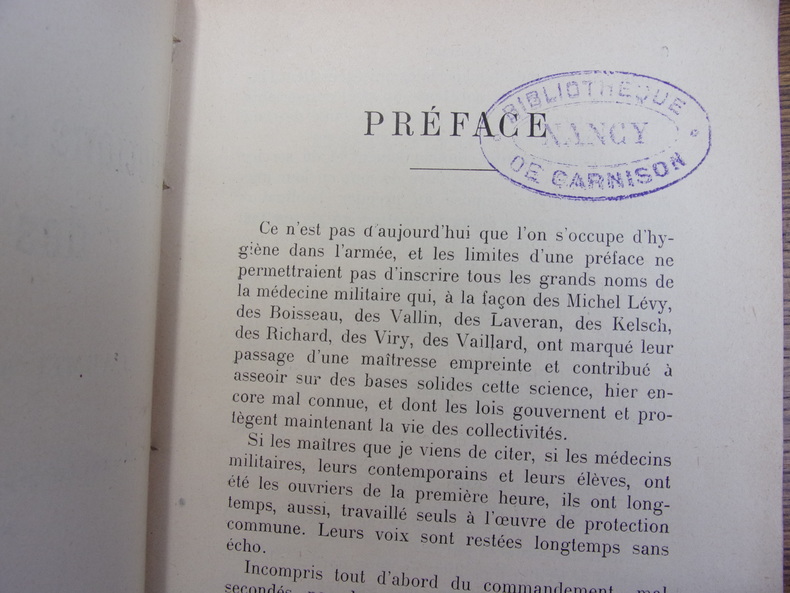 PRÉFACE
BIBLIOTHÈQUE
NANCY
DE GARNISON
Ce n'est pas d'aujourd'hui que l'on s'occupe d'hy-
giène dans l'armée, et les limites d'une préface ne
permettraient pas d'inscrire tous les grands noms de
la médecine militaire qui, à la façon des Michel Lévy,
des Boisseau, des Vallin, des Laveran, des Kelsch,
des Richard, des Viry, des Vaillard, ont marqué leur
passage d'une maîtresse empreinte et contribué à
asseoir sur des bases solides cette science, hier en-
core mal connue, et dont les lois gouvernent et pro-
tègent maintenant la vie des collectivités.
Si les maîtres que je viens de citer, si les médecins
militaires, leurs contemporains et leurs élèves, ont
été les ouvriers de la première heure, ils ont long-
temps, aussi, travaillé seuls à l'œuvre de protection
commune. Leurs voix sont restées longtemps sans
écho.
Incompris tout d'abord du commandement, mal
secondés